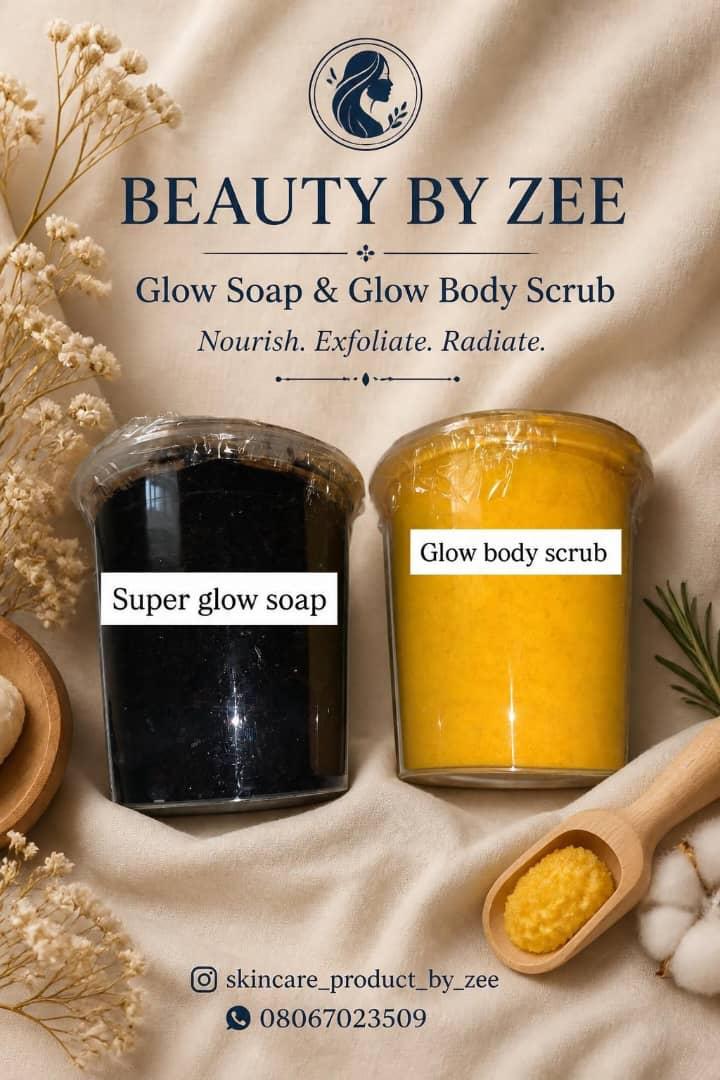 BEAUTY BY ZEE
Glow Soap & Glow Body Scrub
Nourish. Exfoliate. Radiate.
Super glow soap
Glow body scrub
skincare_product_by_zee
08067023509